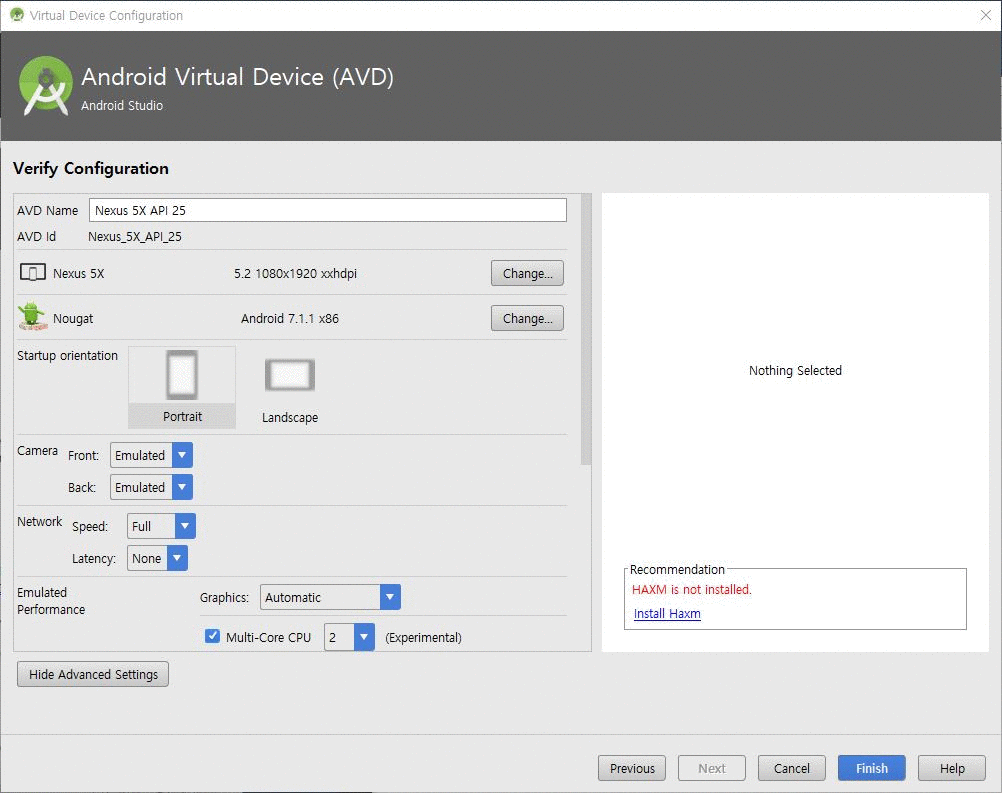 Virtual Device Configuration
Android Virtual Device (AVD)
Android Studio
Verify Configuration
AVD Name Nexus 5X API 25
AVD Id Nexus_5X_API_25
Nexus 5X 5.2 1080x1920 xxhdpi Change...
Nougat Android 7.1.1 x86 Change...
Startup orientation
Portrait Landscape
Camera Front: Emulated
Back: Emulated
Network Speed: Full
Latency: None
Emulated
Performance
Graphics: Automatic
Multi-Core CPU 2 (Experimental)
Nothing Selected
Recommendation
HAXM is not installed.
Install Haxm
Hide Advanced Settings
Previous Next Cancel Finish Help